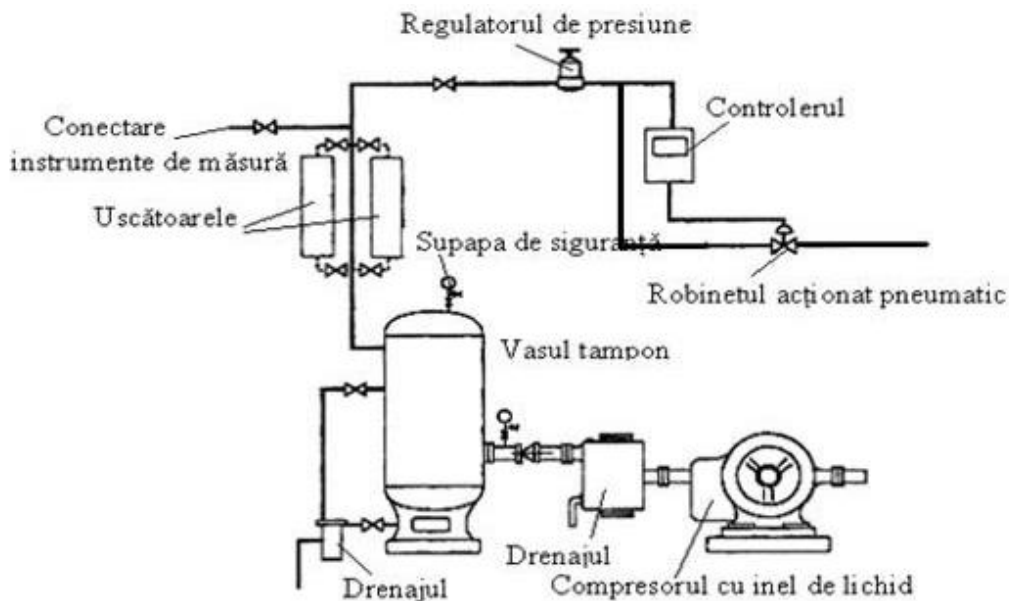 Regulatorul de presiune
Controlerul
Conectare
instrumente de măsură
Uscătoarele
Supapa de siguranță
Robinetul acționat pneumatic
Vasul tampon
Drenajul
Compresorul cu inel de lichid
Drenajul